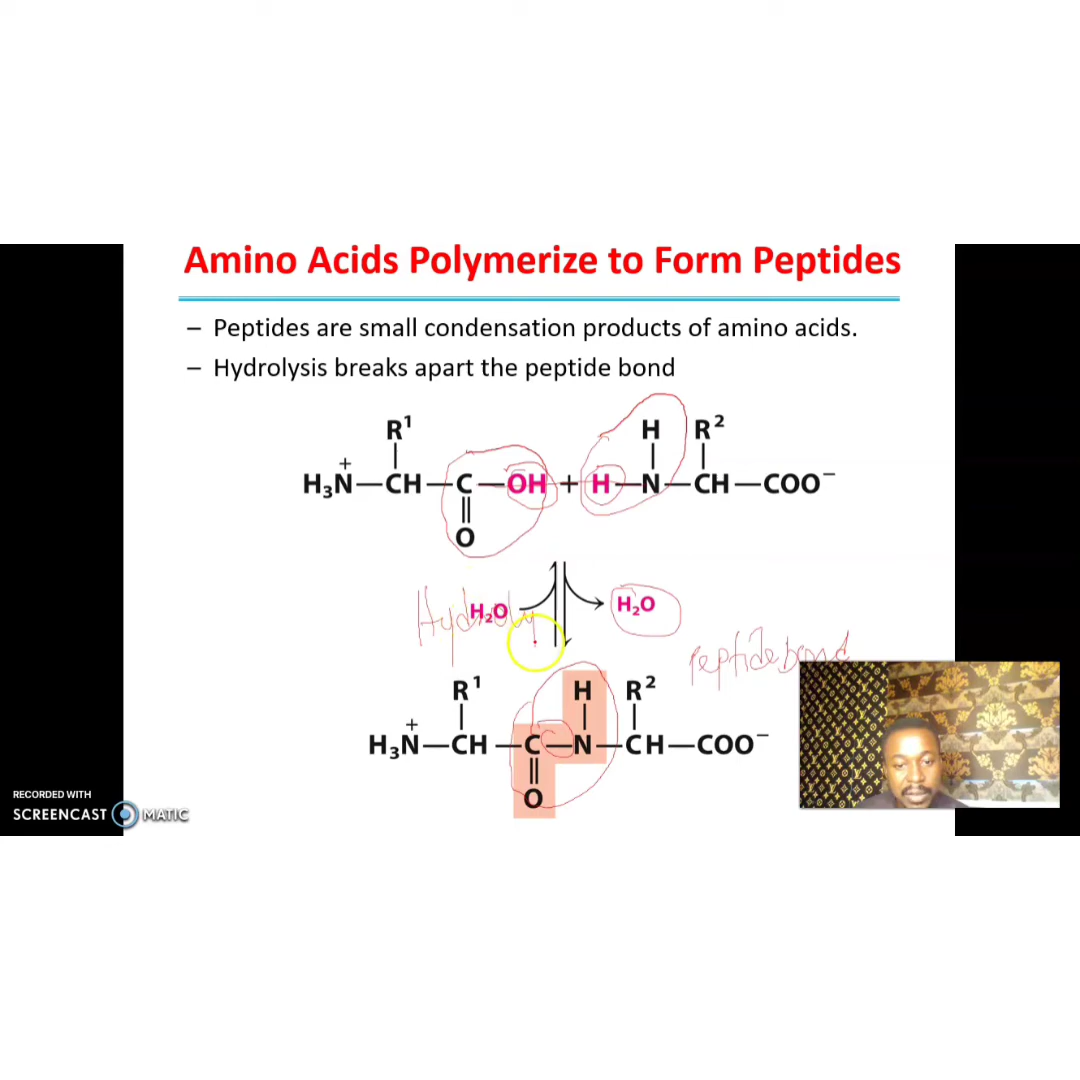 Amino Acids Polymerize to Form Peptides
– Peptides are small condensation products of amino acids.
– Hydrolysis breaks apart the peptide bond
R¹ H R²
H₃N⁺—CH—C—OH + H—N—CH—COO⁻
O
Hydroly H₂O H₂O
peptide bond
R¹ H R²
H₃N⁺—CH—C—N—CH—COO⁻
O
RECORDED WITH
SCREENCAST MATIC